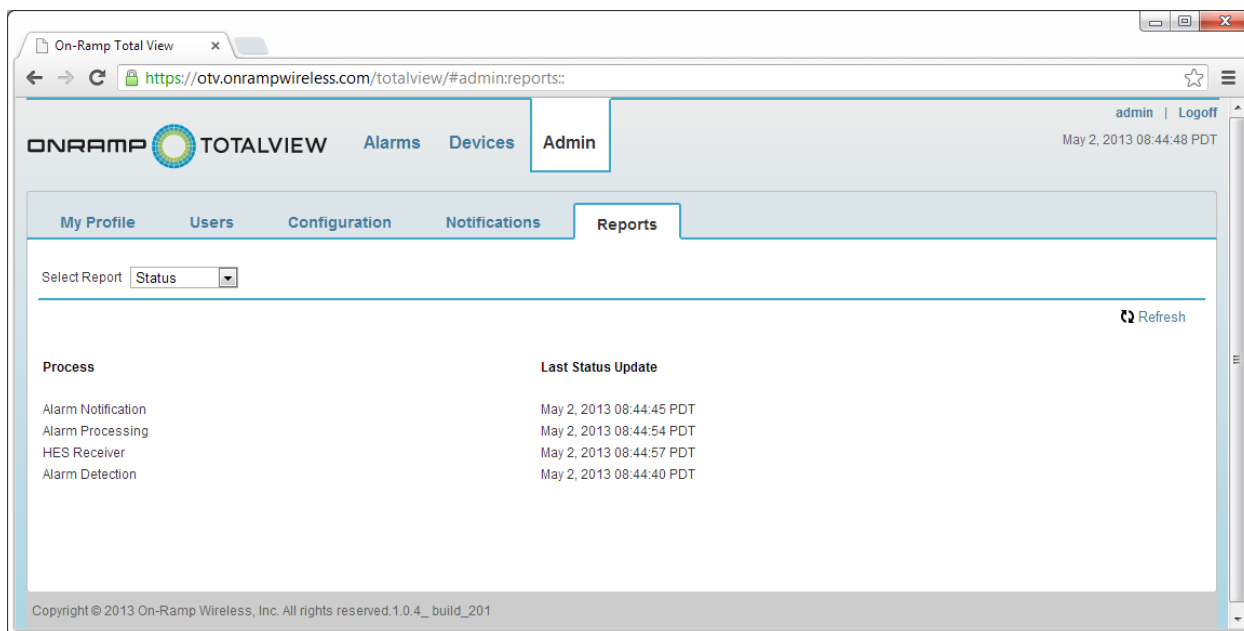 On-Ramp Total View
https://otv.onrampwireless.com/totalview/#admin:reports::
admin | Logoff
ONRAMP TOTALVIEW Alarms Devices Admin
May 2, 2013 08:44:48 PDT
My Profile Users Configuration Notifications Reports
Select Report Status
Refresh
Process Last Status Update
Alarm Notification May 2, 2013 08:44:45 PDT
Alarm Processing May 2, 2013 08:44:54 PDT
HES Receiver May 2, 2013 08:44:57 PDT
Alarm Detection May 2, 2013 08:44:40 PDT
Copyright © 2013 On-Ramp Wireless, Inc. All rights reserved.1.0.4_ build_201